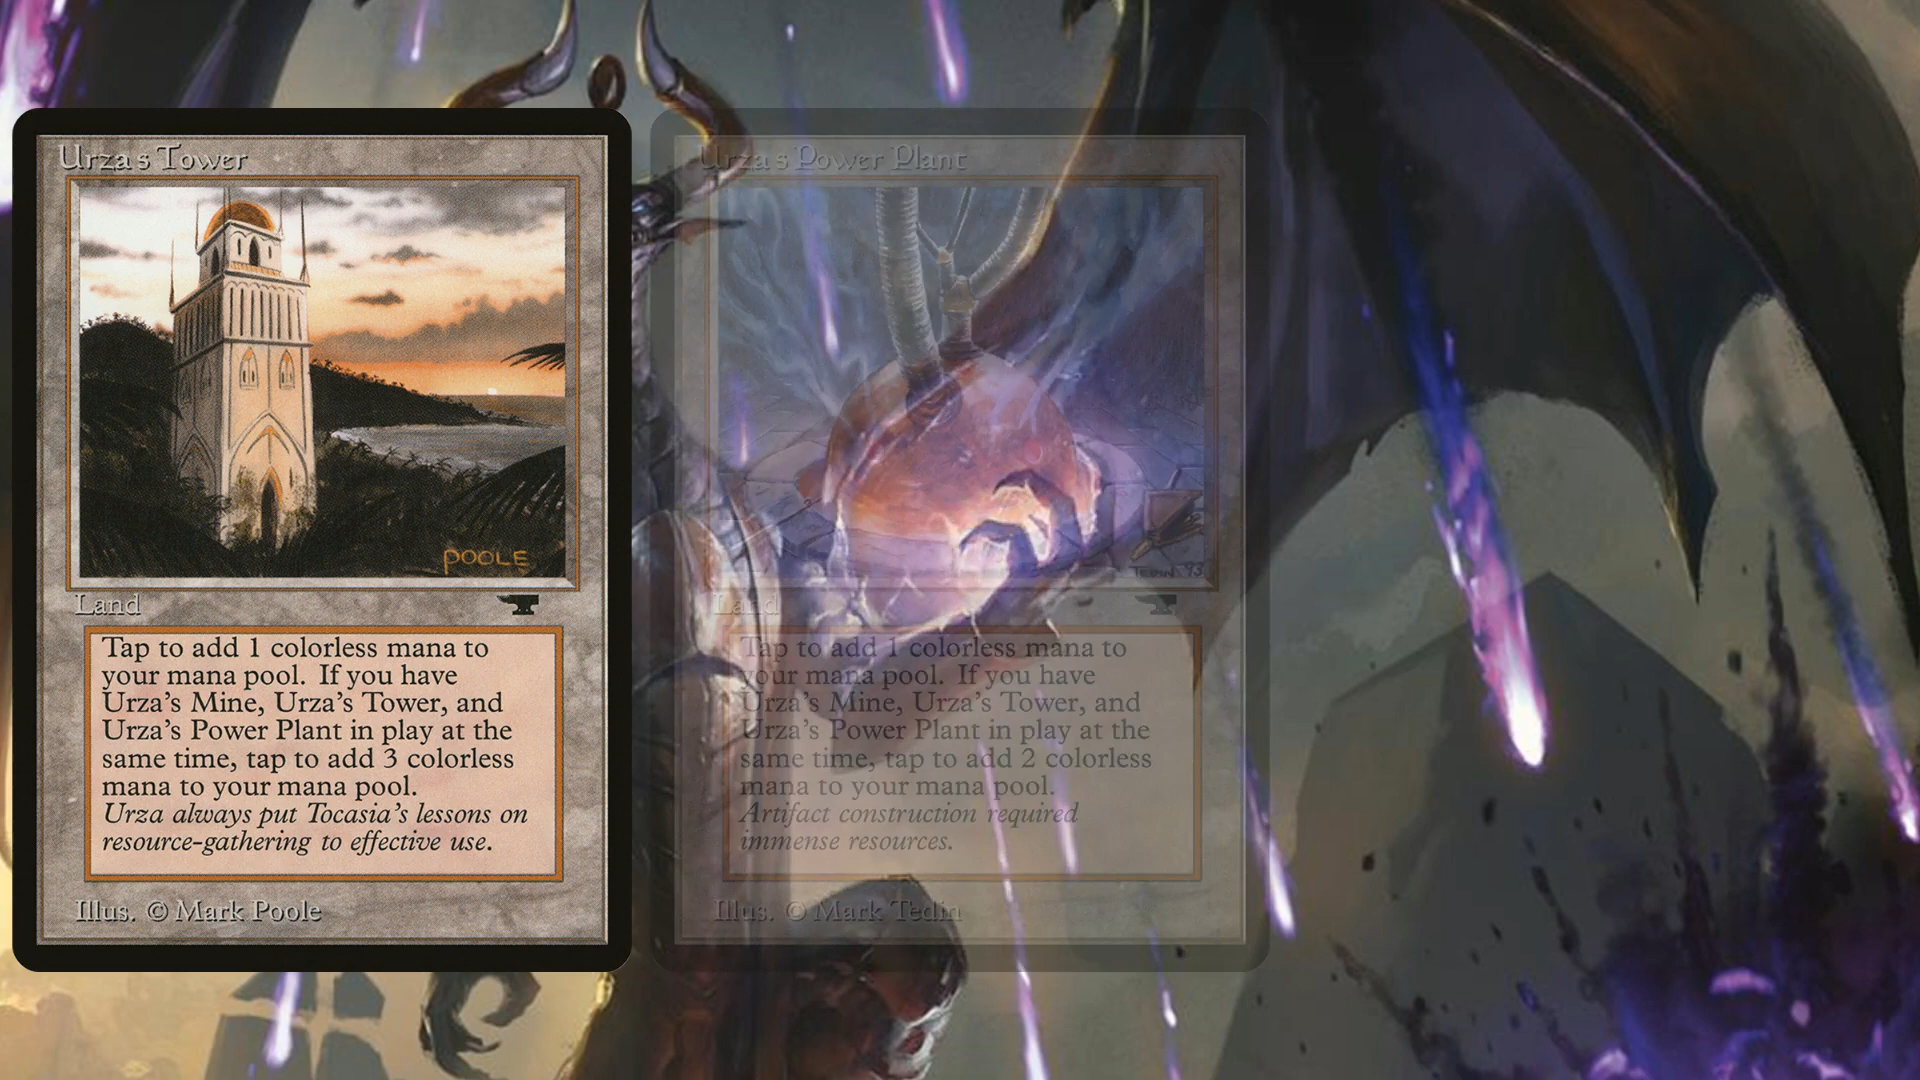 Urza's Tower
POOLE
Land
Tap to add 1 colorless mana to
your mana pool. If you have
Urza's Mine, Urza's Tower, and
Urza's Power Plant in play at the
same time, tap to add 3 colorless
mana to your mana pool.
Urza always put Tocasia's lessons on
resource-gathering to effective use.
Illus. © Mark Poole
Urza's Power Plant
TEDIN '93
Land
Tap to add 1 colorless mana to
your mana pool. If you have
Urza's Mine, Urza's Tower, and
Urza's Power Plant in play at the
same time, tap to add 2 colorless
mana to your mana pool.
Artifact construction required
immense resources.
Illus. © Mark Tedin